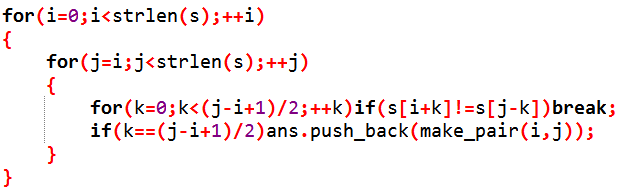 for(i=0;i<strlen(s);++i)
{
for(j=i;j<strlen(s);++j)
{
for(k=0;k<(j-i+1)/2;++k)if(s[i+k]!=s[j-k])break;
if(k==(j-i+1)/2)ans.push_back(make_pair(i,j));
}
}